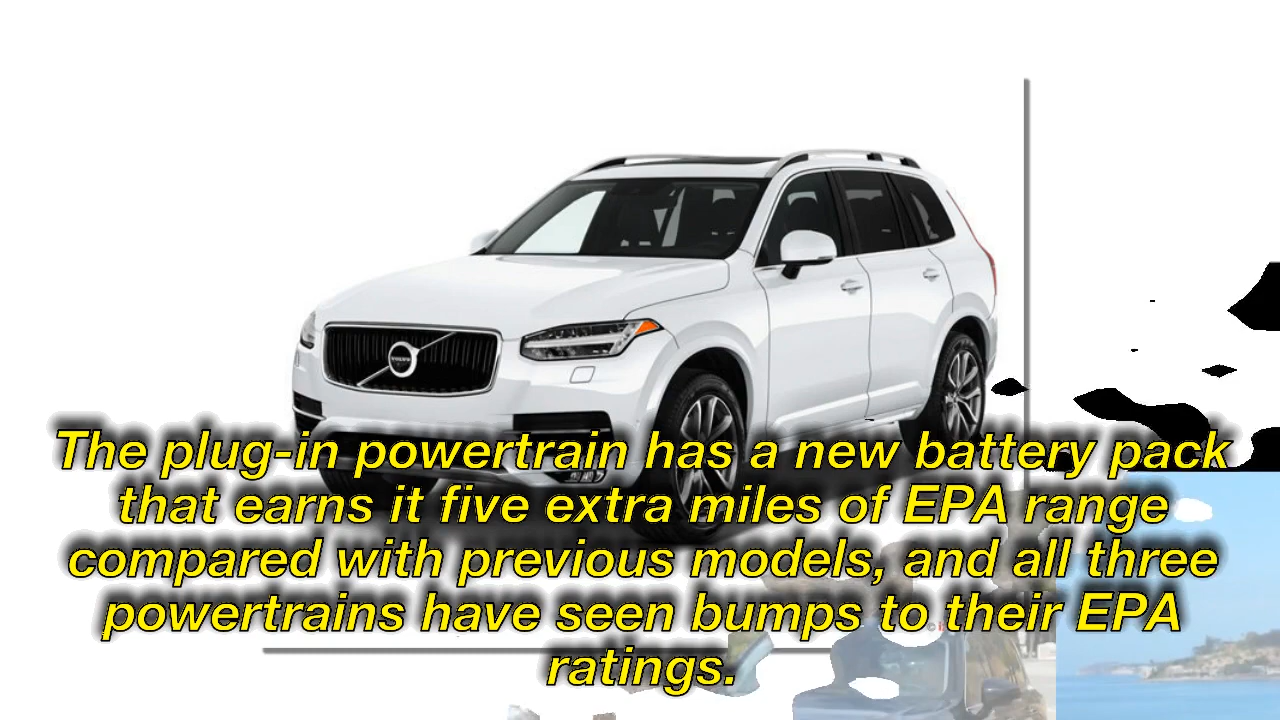 VOLVO
The plug-in powertrain has a new battery pack
that earns it five extra miles of EPA range
compared with previous models, and all three
powertrains have seen bumps to their EPA
ratings.